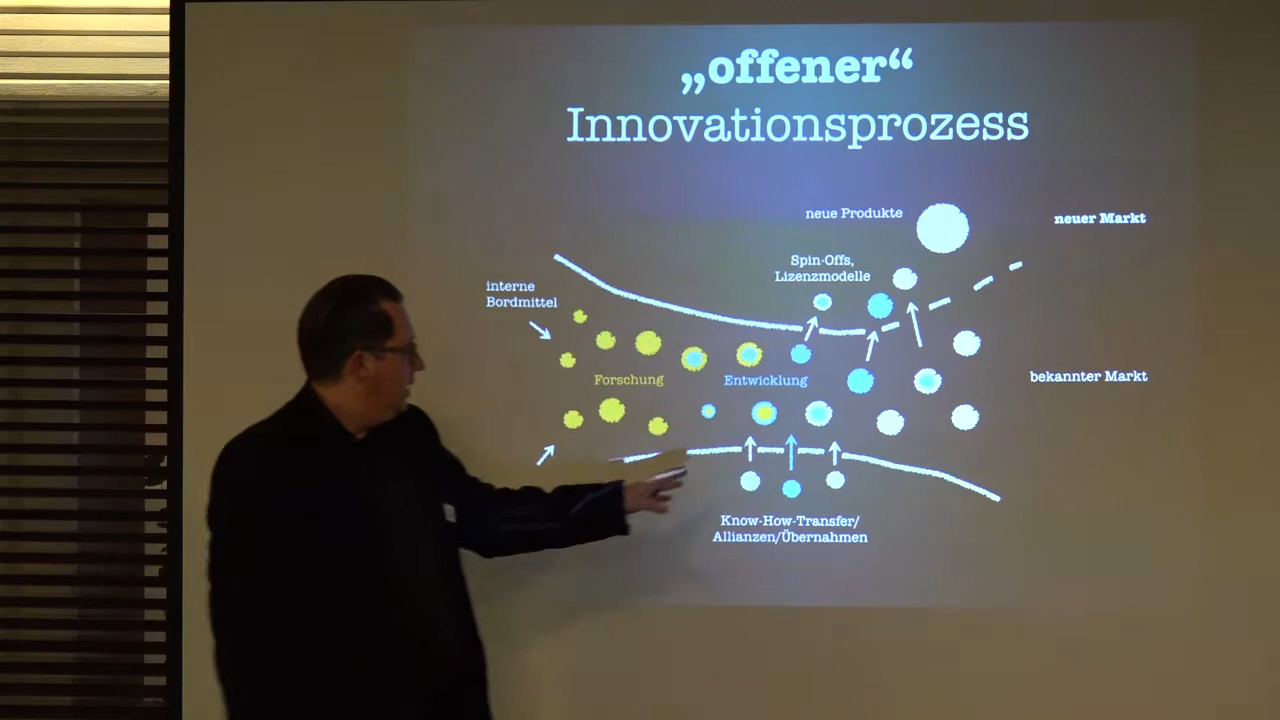 „offener“
Innovationsprozess
neue Produkte
neuer Markt
Spin-Offs,
Lizenzmodelle
interne
Bordmittel
Forschung
Entwicklung
bekannter Markt
Know-How-Transfer/
Allianzen/Übernahmen